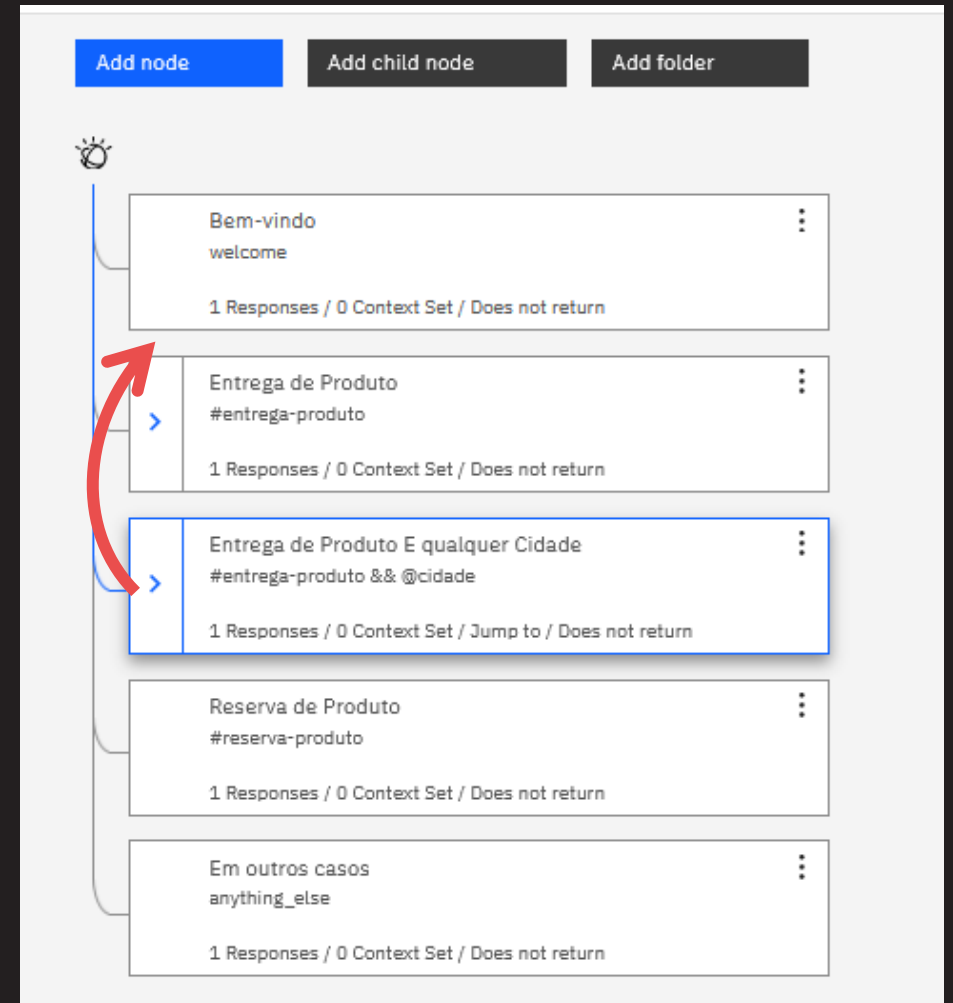 Add node
Add child node
Add folder
Bem-vindo
welcome
1 Responses / 0 Context Set / Does not return
Entrega de Produto
#entrega-produto
1 Responses / 0 Context Set / Does not return
Entrega de Produto E qualquer Cidade
#entrega-produto && @cidade
1 Responses / 0 Context Set / Jump to / Does not return
Reserva de Produto
#reserva-produto
1 Responses / 0 Context Set / Does not return
Em outros casos
anything_else
1 Responses / 0 Context Set / Does not return